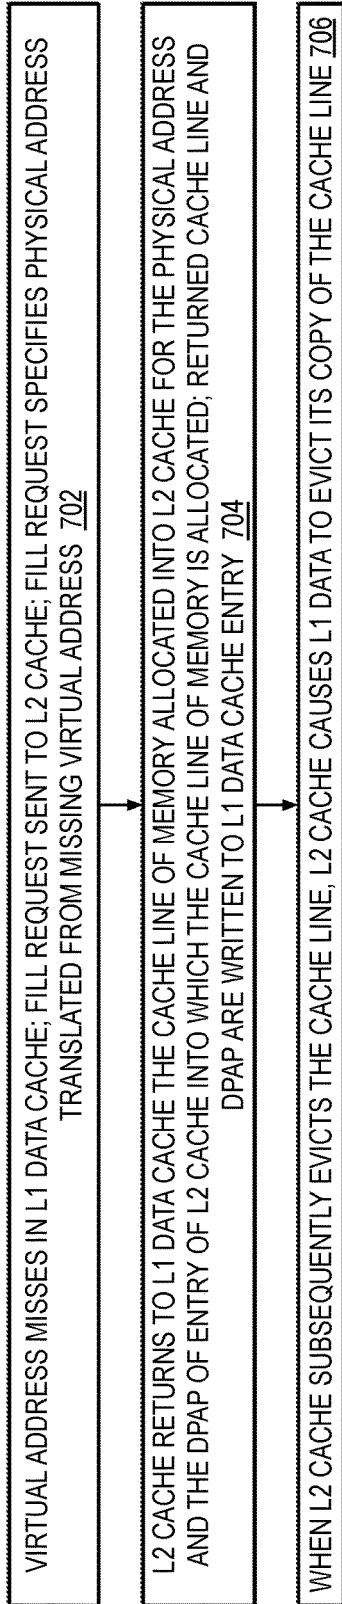 VIRTUAL ADDRESS MISSES IN L1 DATA CACHE; FILL REQUEST SENT TO L2 CACHE; FILL REQUEST SPECIFIES PHYSICAL ADDRESS
TRANSLATED FROM MISSING VIRTUAL ADDRESS 702
L2 CACHE RETURNS TO L1 DATA CACHE THE CACHE LINE OF MEMORY ALLOCATED INTO L2 CACHE FOR THE PHYSICAL ADDRESS
AND THE DPAP OF ENTRY OF L2 CACHE INTO WHICH THE CACHE LINE OF MEMORY IS ALLOCATED; RETURNED CACHE LINE AND
DPAP ARE WRITTEN TO L1 DATA CACHE ENTRY 704
WHEN L2 CACHE SUBSEQUENTLY EVICTS THE CACHE LINE, L2 CACHE CAUSES L1 DATA TO EVICT ITS COPY OF THE CACHE LINE 706